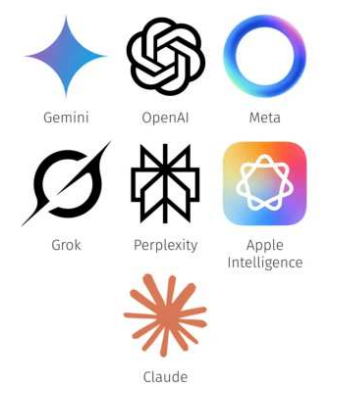 Gemini
OpenAI
Meta
Grok
Perplexity
Apple
Intelligence
Claude